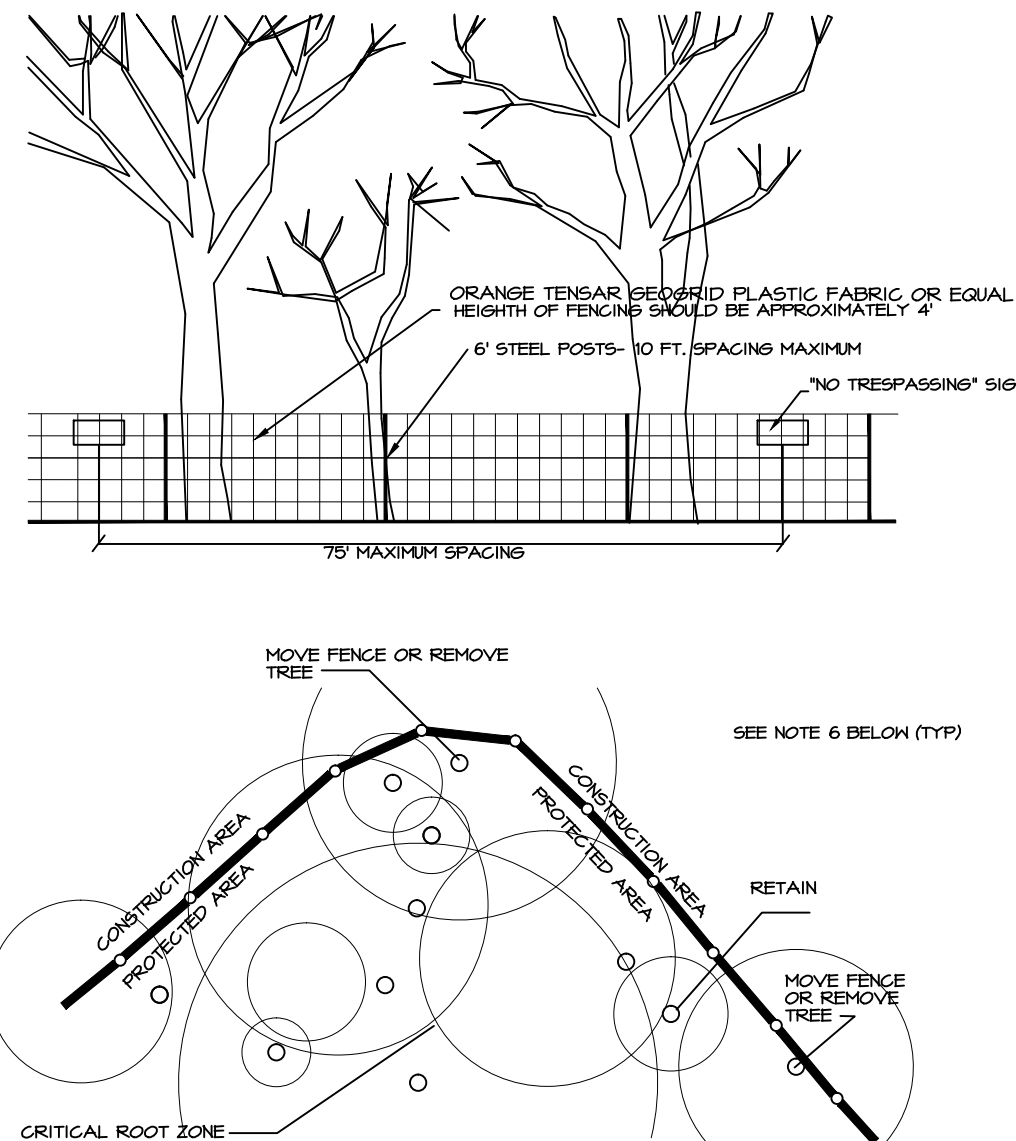 ORANGE TENSAR GEOGRID PLASTIC FABRIC OR EQUAL
HEIGHTH OF FENCING SHOULD BE APPROXIMATELY 4'
6' STEEL POSTS- 10 FT. SPACING MAXIMUM
"NO TRESPASSING" SIG
75' MAXIMUM SPACING
MOVE FENCE OR REMOVE
TREE
SEE NOTE 6 BELOW (TYP)
CONSTRUCTION AREA
PROTECTED AREA
CONSTRUCTION AREA
PROTECTED AREA
RETAIN
MOVE FENCE
OR REMOVE
TREE
CRITICAL ROOT ZONE